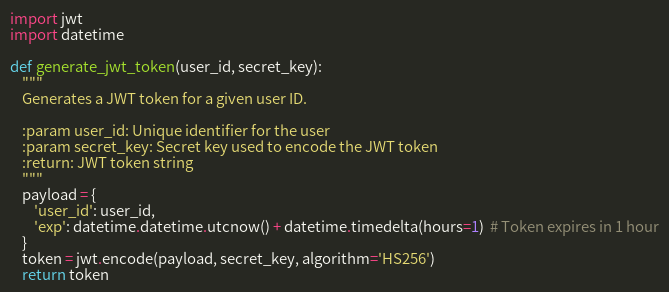 import jwt
import datetime

def generate_jwt_token(user_id, secret_key):
    """
    Generates a JWT token for a given user ID.

    :param user_id: Unique identifier for the user
    :param secret_key: Secret key used to encode the JWT token
    :return: JWT token string
    """
    payload = {
        'user_id': user_id,
        'exp': datetime.datetime.utcnow() + datetime.timedelta(hours=1)  # Token expires in 1 hour
    }
    token = jwt.encode(payload, secret_key, algorithm='HS256')
    return token